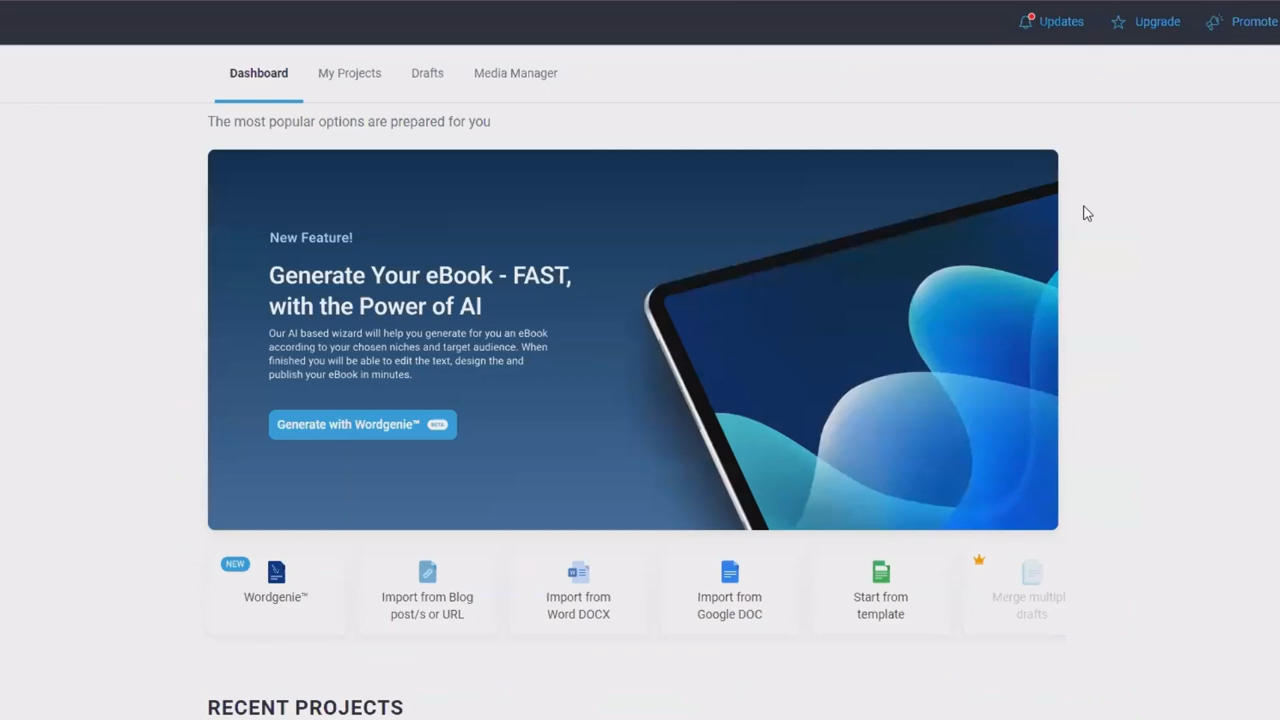 Updates
Upgrade
Promote
Dashboard
My Projects
Drafts
Media Manager
The most popular options are prepared for you
New Feature!
Generate Your eBook - FAST,
with the Power of AI
Our AI based wizard will help you generate for you an eBook
according to your chosen niches and target audience. When
finished you will be able to edit the text, design the and
publish your eBook in minutes.
Generate with Wordgenie™ BETA
NEW
Wordgenie™
Import from Blog
post/s or URL
Import from
Word DOCX
Import from
Google DOC
Start from
template
Merge multipl
drafts
RECENT PROJECTS